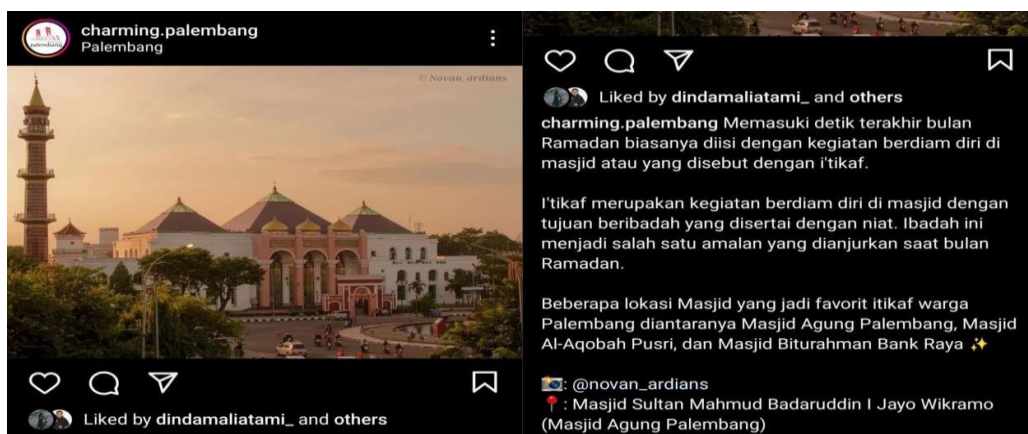 charming.palembang
Palembang
© Novan_ardians
Liked by dindamaliatami_ and others
Liked by dindamaliatami_ and others
charming.palembang Memasuki detik terakhir bulan
Ramadan biasanya diisi dengan kegiatan berdiam diri di
masjid atau yang disebut dengan i'tikaf.
I'tikaf merupakan kegiatan berdiam diri di masjid dengan
tujuan beribadah yang disertai dengan niat. Ibadah ini
menjadi salah satu amalan yang dianjurkan saat bulan
Ramadan.
Beberapa lokasi Masjid yang jadi favorit itikaf warga
Palembang diantaranya Masjid Agung Palembang, Masjid
Al-Aqobah Pusri, dan Masjid Biturahman Bank Raya ✨
📸: @novan_ardians
📍: Masjid Sultan Mahmud Badaruddin I Jayo Wikramo
(Masjid Agung Palembang)